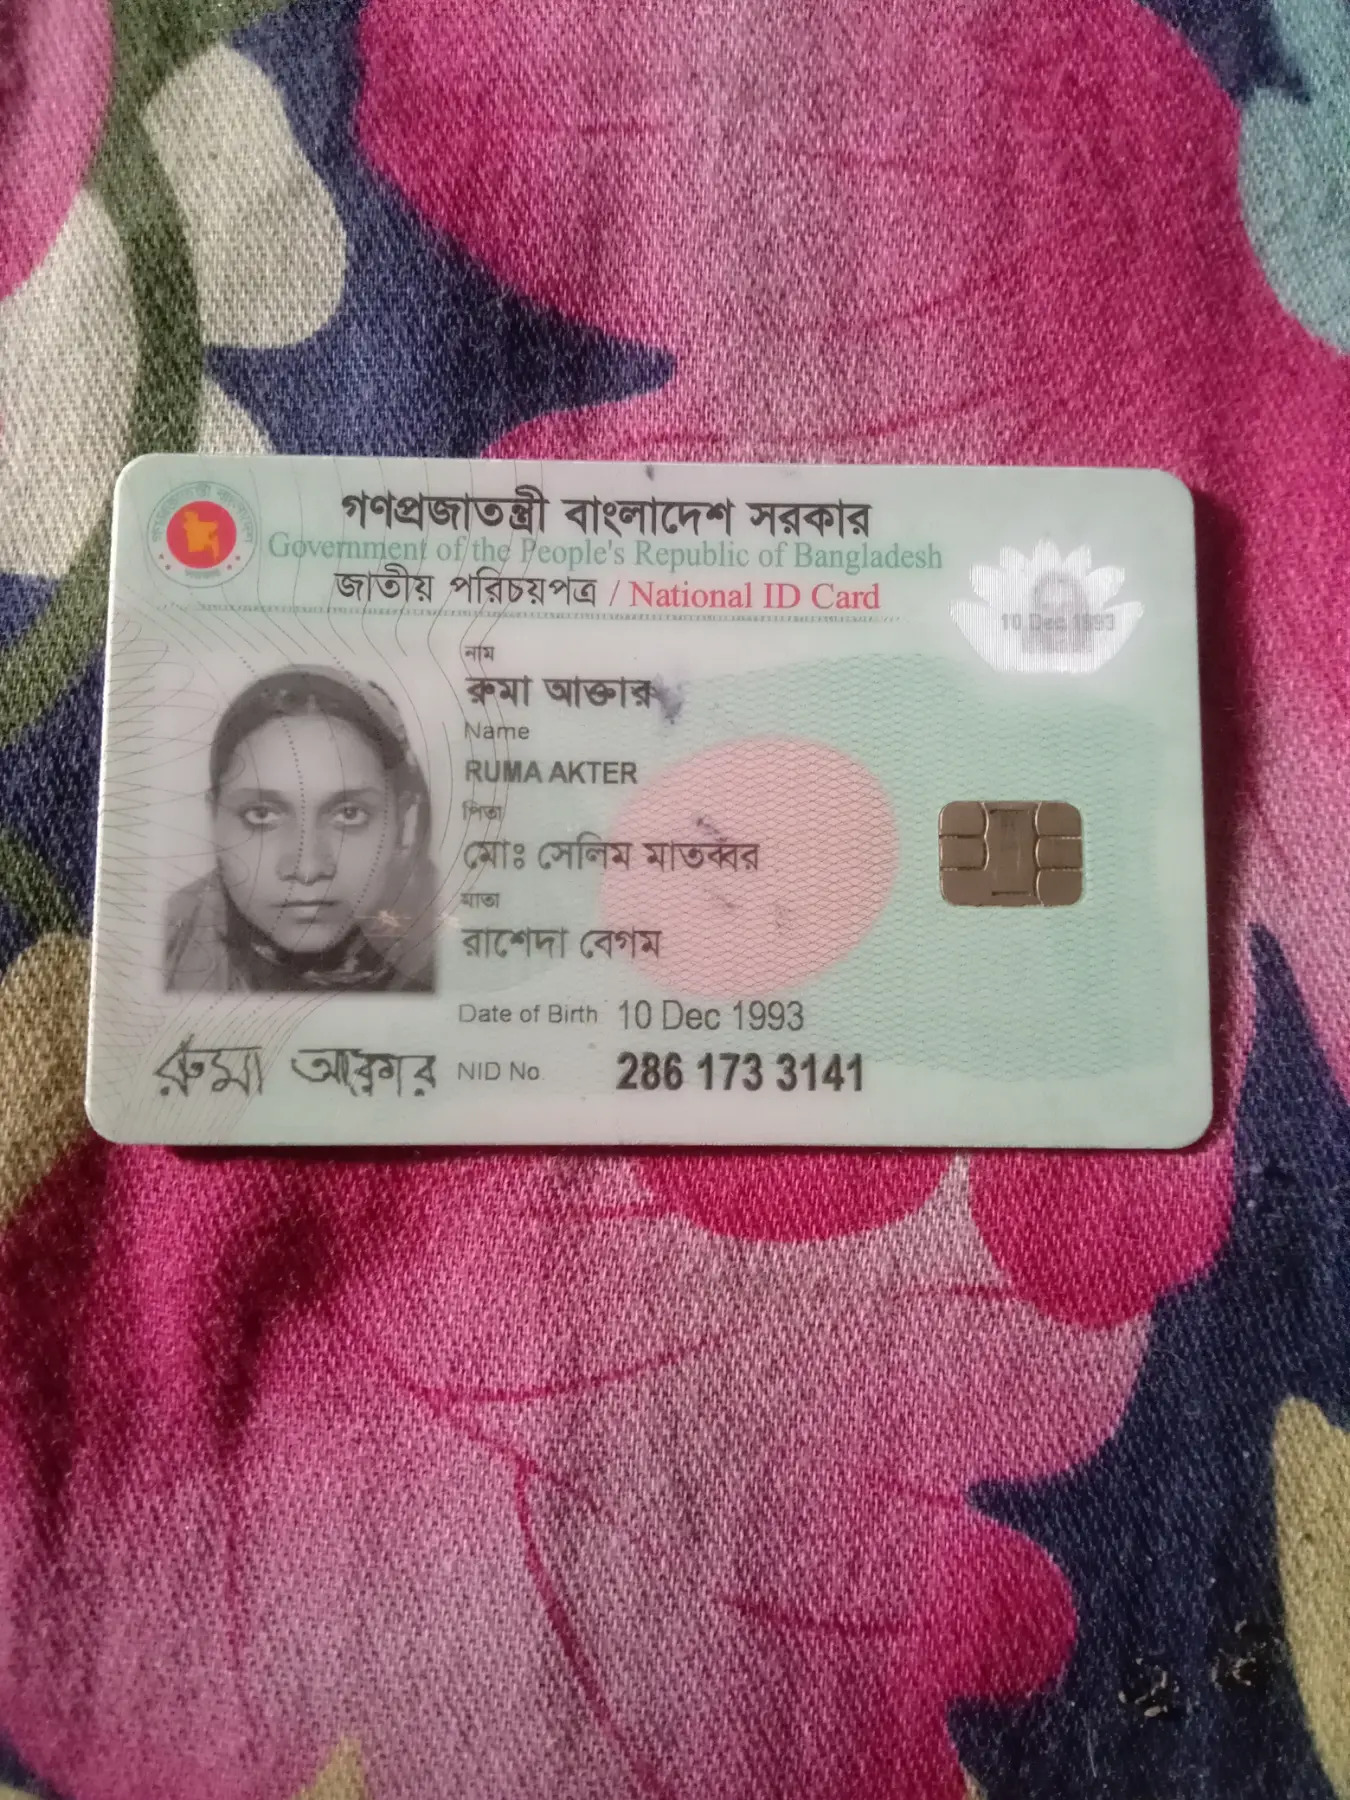 গণপ্রজাতন্ত্রী বাংলাদেশ সরকার
Government of the People's Republic of Bangladesh
জাতীয় পরিচয়পত্র / National ID Card
10 Dec 1993
নাম
রুমা আক্তার
Name
RUMA AKTER
পিতা
মোঃ সেলিম মাতব্বর
মাতা
রাশেদা বেগম
Date of Birth 10 Dec 1993
রুমা আক্তার
NID No. 286 173 3141